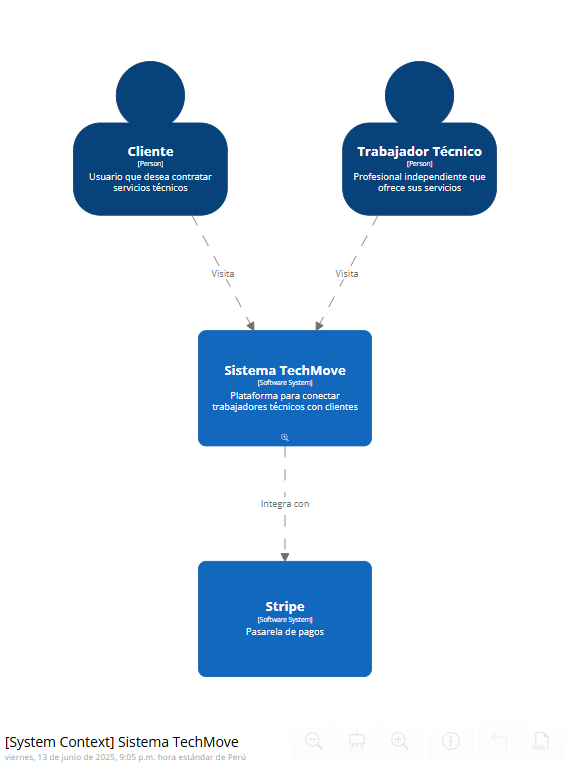 Cliente
[Person]
Usuario que desea contratar
servicios técnicos
Trabajador Técnico
[Person]
Profesional independiente que
ofrece sus servicios
Visita
Visita
Sistema TechMove
[Software System]
Plataforma para conectar
trabajadores técnicos con clientes
Integra con
Stripe
[Software System]
Pasarela de pagos
[System Context] Sistema TechMove
viernes, 13 de junio de 2025, 9:05 p.m. hora estándar de Perú
PNG